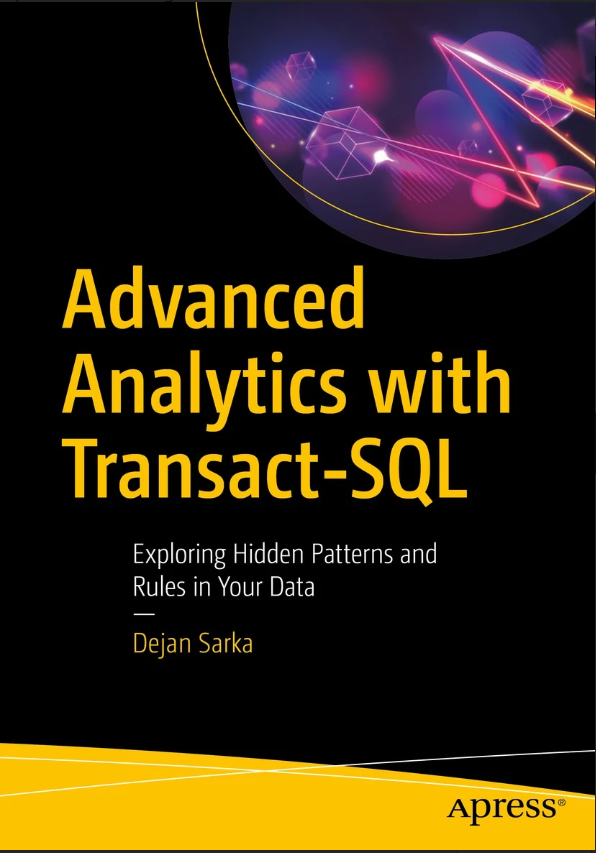 Advanced
Analytics with
Transact-SQL
Exploring Hidden Patterns and
Rules in Your Data
—
Dejan Sarka
Apress®